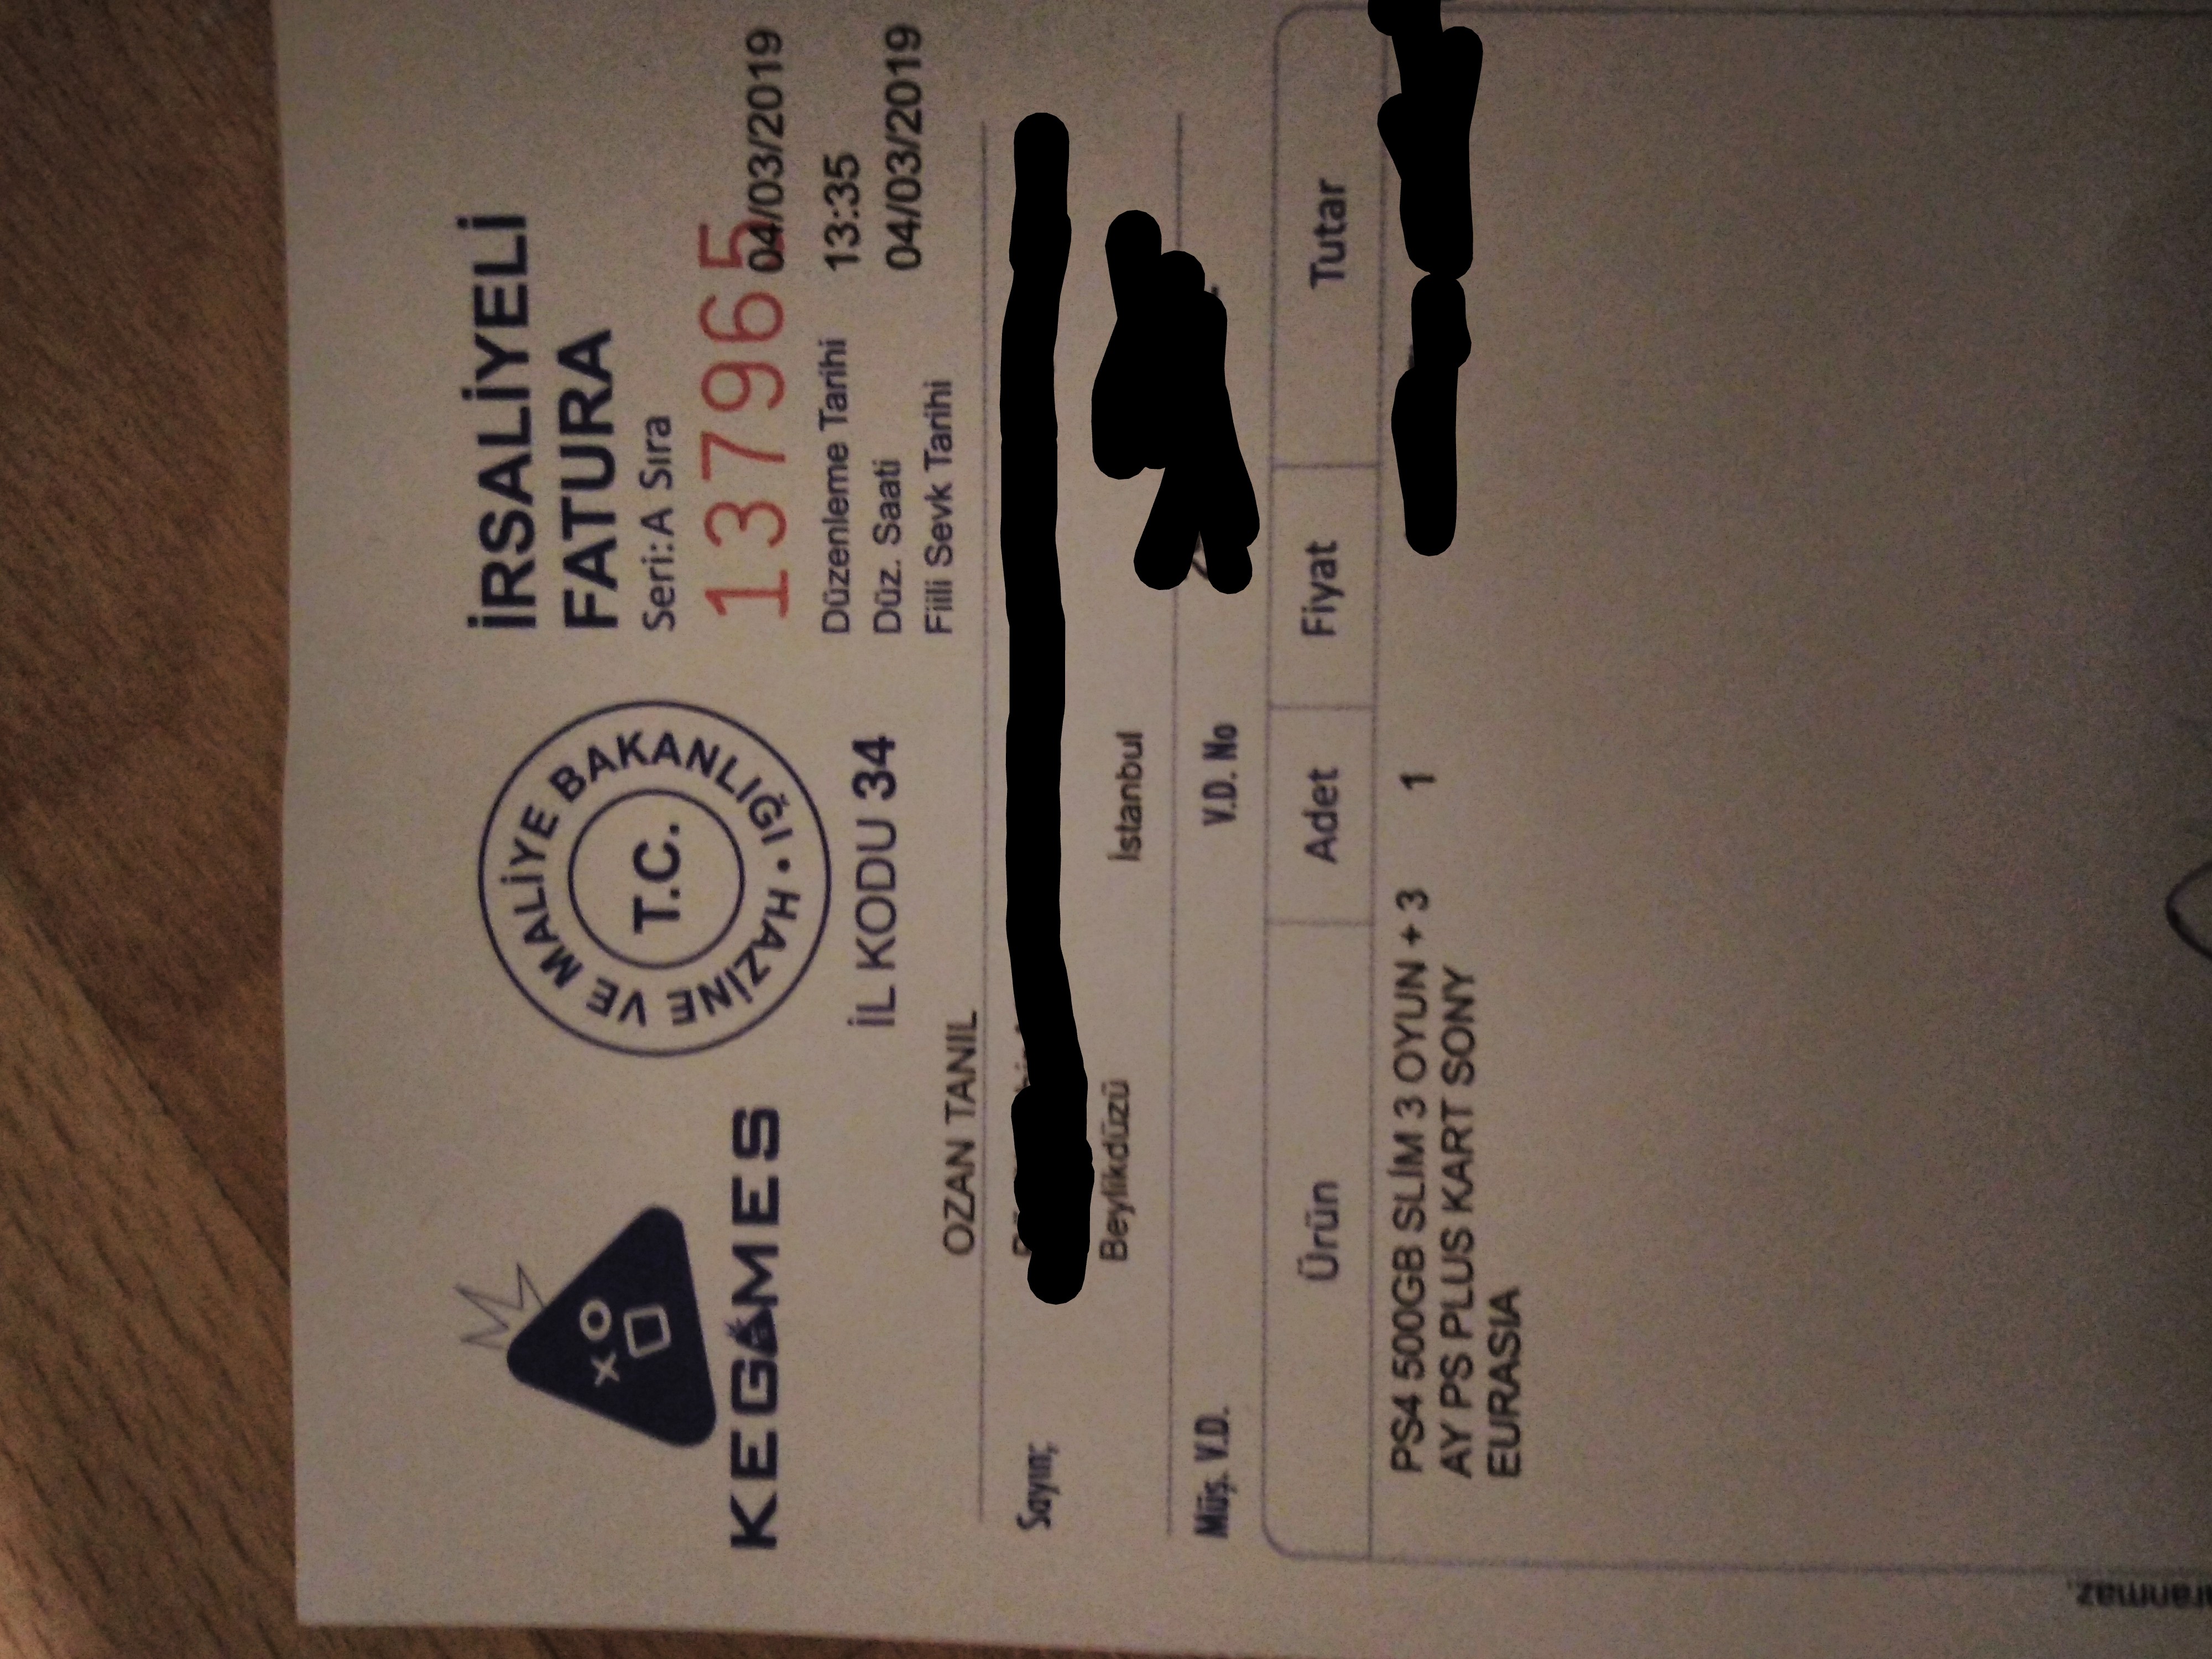 KEGAMES
T.C.
HAZİNE VE MALİYE BAKANLIĞI
İL KODU 34
İRSALİYELİ
FATURA
Seri:A Sıra
137965
Düzenleme Tarihi 04/03/2019
Düz. Saati 13:35
Fiili Sevk Tarihi 04/03/2019
OZAN TANIL
Sayın;
Beylikdüzü İstanbul
Müş. V.D. V.D. No
Ürün Adet Fiyat Tutar
PS4 500GB SLİM 3 OYUN + 3 1
AY PS PLUS KART SONY
EURASIA